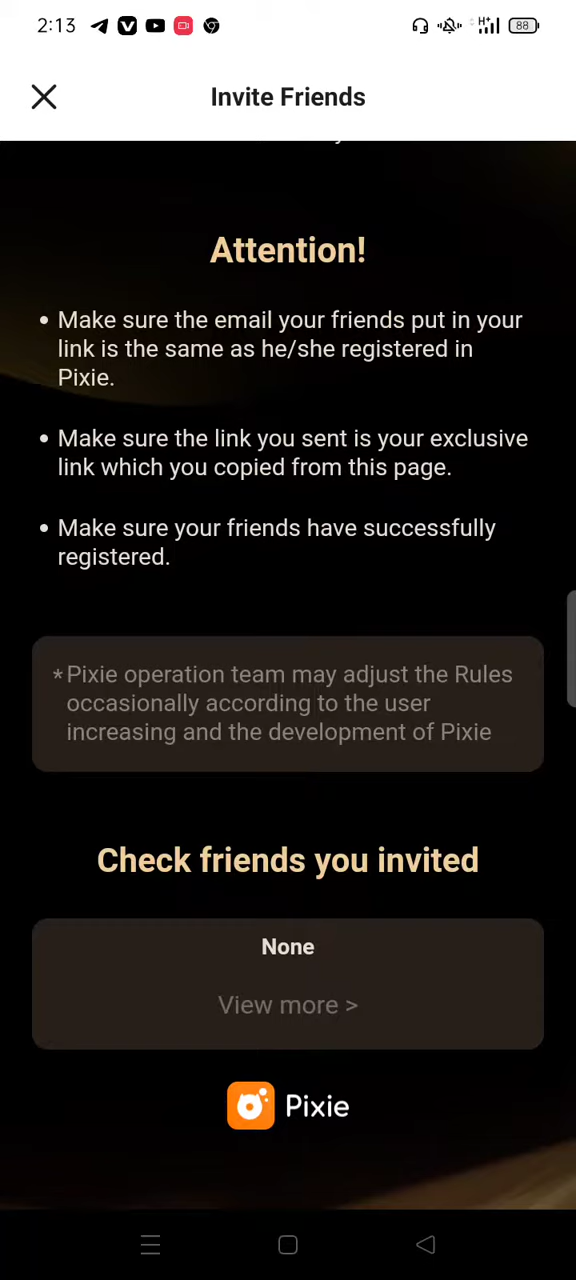 2:13
H+
88
Invite Friends
Attention!
• Make sure the email your friends put in your
link is the same as he/she registered in
Pixie.
• Make sure the link you sent is your exclusive
link which you copied from this page.
• Make sure your friends have successfully
registered.
*Pixie operation team may adjust the Rules
occasionally according to the user
increasing and the development of Pixie
Check friends you invited
None
View more >
Pixie